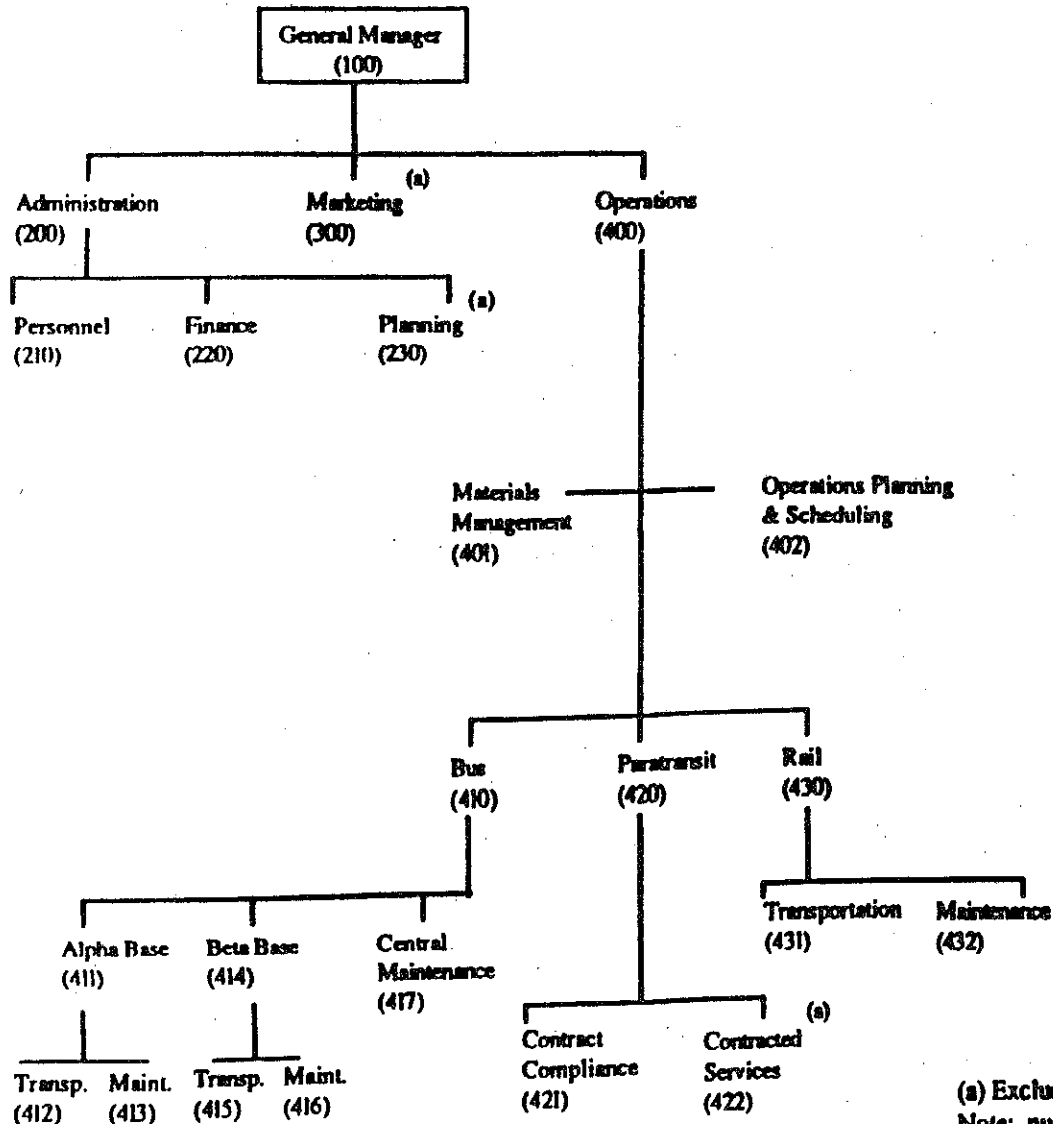 General Manager
(100)
(a)
Administration
(200)
Marketing
(300)
Operations
(400)
(a)
Personnel
(210)
Finance
(220)
Planning
(230)
Materials
Management
(401)
Operations Planning
& Scheduling
(402)
Bus
(410)
Paratransit
(420)
Rail
(430)
Transportation
(431)
Maintenance
(432)
Alpha Base
(411)
Beta Base
(414)
Central
Maintenance
(417)
(a)
Contract
Compliance
(421)
Contracted
Services
(422)
Transp.
(412)
Maint.
(413)
Transp.
(415)
Maint.
(416)
(a)
Note: